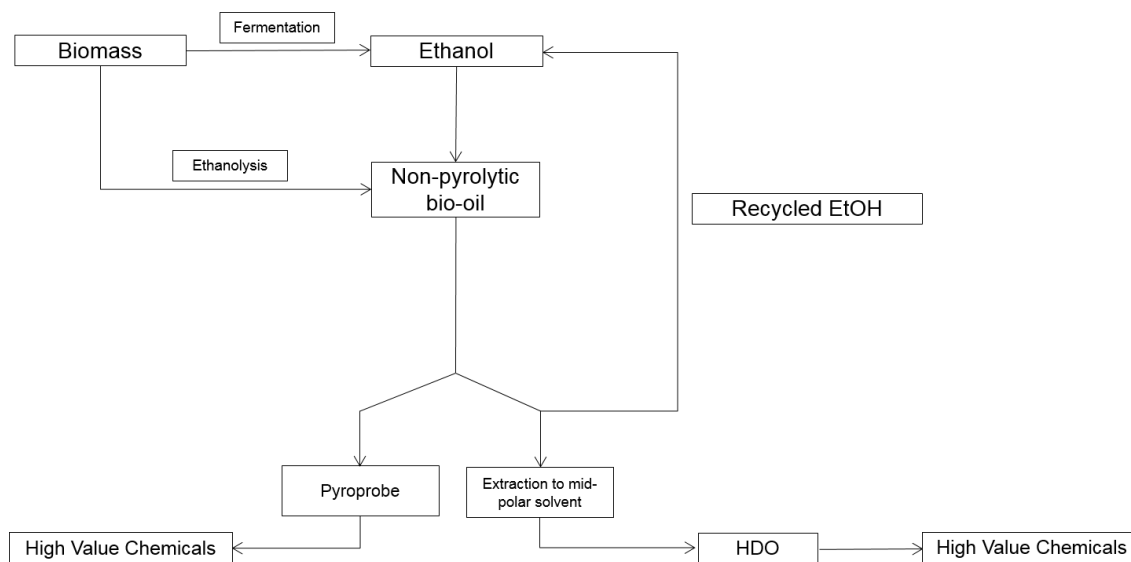 Fermentation
Biomass
Ethanol
Ethanolysis
Non-pyrolytic
bio-oil
Recycled EtOH
Pyroprobe
Extraction to mid-
polar solvent
High Value Chemicals
HDO
High Value Chemicals